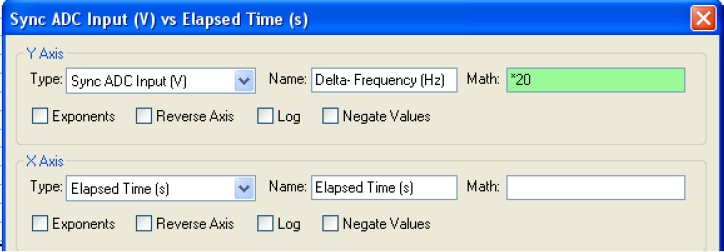 Sync ADC Input (V) vs Elapsed Time (s)
Y Axis
Type: Sync ADC Input (V) Name: Delta- Frequency (Hz) Math: *20
Exponents Reverse Axis Log Negate Values
X Axis
Type: Elapsed Time (s) Name: Elapsed Time (s) Math:
Exponents Reverse Axis Log Negate Values